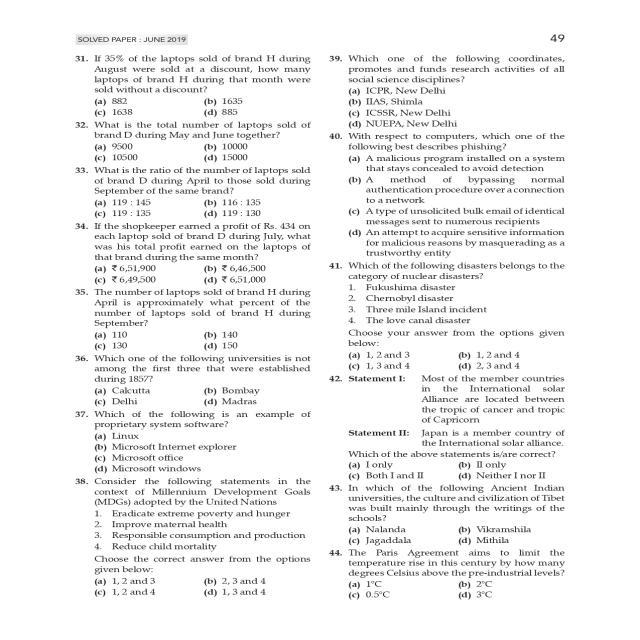 SOLVED PAPER : JUNE 2019
49
31. If 35% of the laptops sold of brand H during
August were sold at a discount, how many
laptops of brand H during that month were
sold without a discount?
(a) 882 (b) 1635
(c) 1638 (d) 885
32. What is the total number of laptops sold of
brand D during May and June together?
(a) 9500 (b) 10000
(c) 10500 (d) 15000
33. What is the ratio of the number of laptops sold
of brand D during April to those sold during
September of the same brand?
(a) 119 : 145 (b) 116 : 135
(c) 119 : 135 (d) 119 : 130
34. If the shopkeeper earned a profit of Rs. 434 on
each laptop sold of brand D during July, what
was his total profit earned on the laptops of
that brand during the same month?
(a) ₹ 6,51,900 (b) ₹ 6,46,500
(c) ₹ 6,49,500 (d) ₹ 6,51,000
35. The number of laptops sold of brand H during
April is approximately what percent of the
number of laptops sold of brand H during
September?
(a) 110 (b) 140
(c) 130 (d) 150
36. Which one of the following universities is not
among the first three that were established
during 1857?
(a) Calcutta (b) Bombay
(c) Delhi (d) Madras
37. Which of the following is an example of
proprietary system software?
(a) Linux
(b) Microsoft Internet explorer
(c) Microsoft office
(d) Microsoft windows
38. Consider the following statements in the
context of Millennium Development Goals
(MDGs) adopted by the United Nations
1. Eradicate extreme poverty and hunger
2. Improve maternal health
3. Responsible consumption and production
4. Reduce child mortality
Choose the correct answer from the options
given below:
(a) 1, 2 and 3 (b) 2, 3 and 4
(c) 1, 2 and 4 (d) 1, 3 and 4
39. Which one of the following coordinates,
promotes and funds research activities of all
social science disciplines?
(a) ICPR, New Delhi
(b) IIAS, Shimla
(c) ICSSR, New Delhi
(d) NUEPA, New Delhi
40. With respect to computers, which one of the
following best describes phishing?
(a) A malicious program installed on a system
that stays concealed to avoid detection
(b) A method of bypassing normal
authentication procedure over a connection
to a network
(c) A type of unsolicited bulk email of identical
messages sent to numerous recipients
(d) An attempt to acquire sensitive information
for malicious reasons by masquerading as a
trustworthy entity
41. Which of the following disasters belongs to the
category of nuclear disasters?
1. Fukushima disaster
2. Chernobyl disaster
3. Three mile Island incident
4. The love canal disaster
Choose your answer from the options given
below:
(a) 1, 2 and 3 (b) 1, 2 and 4
(c) 1, 3 and 4 (d) 2, 3 and 4
42. Statement I: Most of the member countries
in the International solar
Alliance are located between
the tropic of cancer and tropic
of Capricorn
Statement II: Japan is a member country of
the International solar alliance.
Which of the above statements is/are correct?
(a) I only (b) II only
(c) Both I and II (d) Neither I nor II
43. In which of the following Ancient Indian
universities, the culture and civilization of Tibet
was built mainly through the writings of the
schools?
(a) Nalanda (b) Vikramshila
(c) Jagaddala (d) Mithila
44. The Paris Agreement aims to limit the
temperature rise in this century by how many
degrees Celsius above the pre-industrial levels?
(a) 1°C (b) 2°C
(c) 0.5°C (d) 3°C